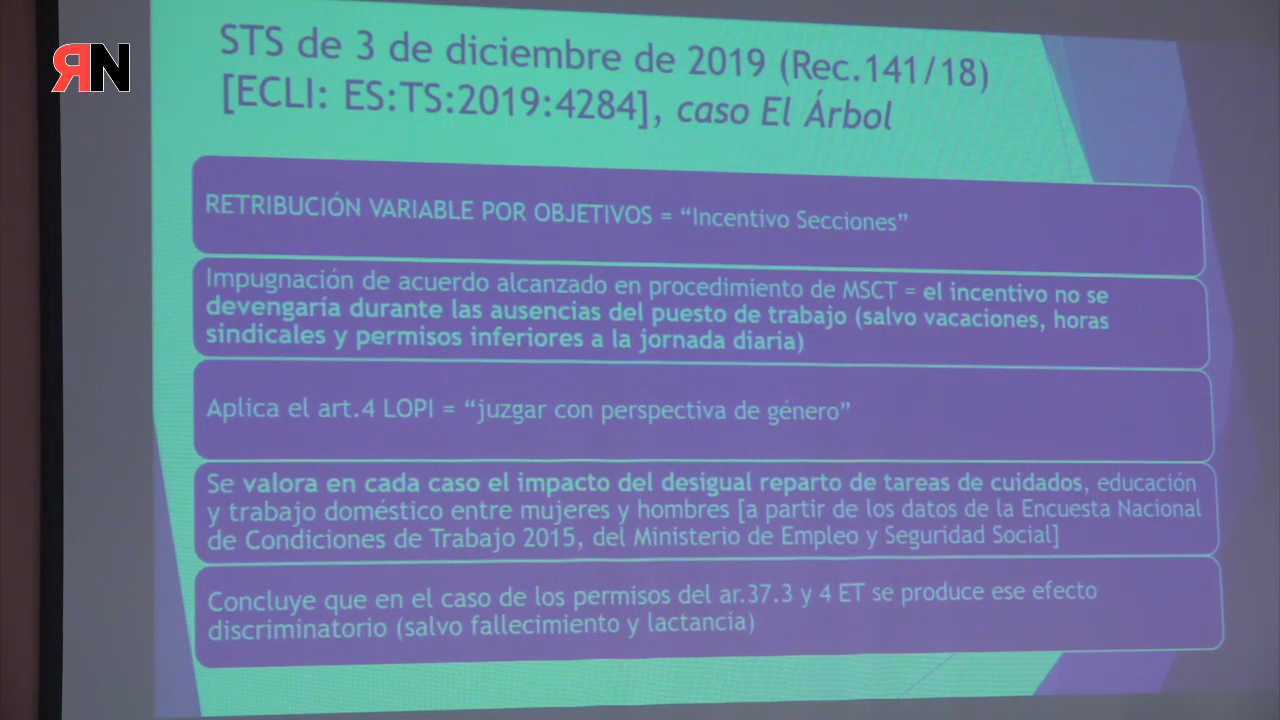 RN
STS de 3 de diciembre de 2019 (Rec.141/18)
[ECLI: ES:TS:2019:4284], caso El Árbol
RETRIBUCIÓN VARIABLE POR OBJETIVOS = “Incentivo Secciones”
Impugnación de acuerdo alcanzado en procedimiento de MSCT = el incentivo no se
devengaría durante las ausencias del puesto de trabajo (salvo vacaciones, horas
sindicales y permisos inferiores a la jornada diaria)
Aplica el art.4 LOPI = “juzgar con perspectiva de género”
Se valora en cada caso el impacto del desigual reparto de tareas de cuidados, educación
y trabajo doméstico entre mujeres y hombres [a partir de los datos de la Encuesta Nacional
de Condiciones de Trabajo 2015, del Ministerio de Empleo y Seguridad Social]
Concluye que en el caso de los permisos del ar.37.3 y 4 ET se produce ese efecto
discriminatorio (salvo fallecimiento y lactancia)